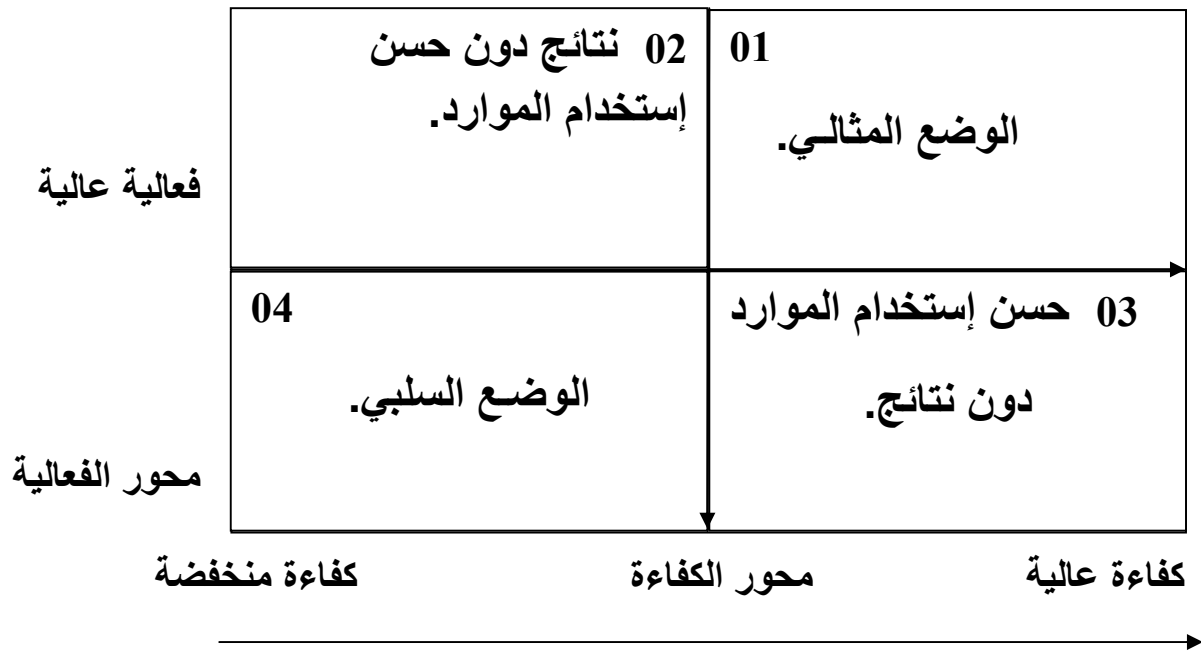 01
الوضع المثالـي.
02 نتائج دون حسن
إستخدام الموارد.
فعالية عالية
03 حسن إستخدام الموارد
دون نتائج.
04
الوضـع السلبي.
محور الفعالية
كفاءة عالية
محور الكفاءة
كفاءة منخفضة